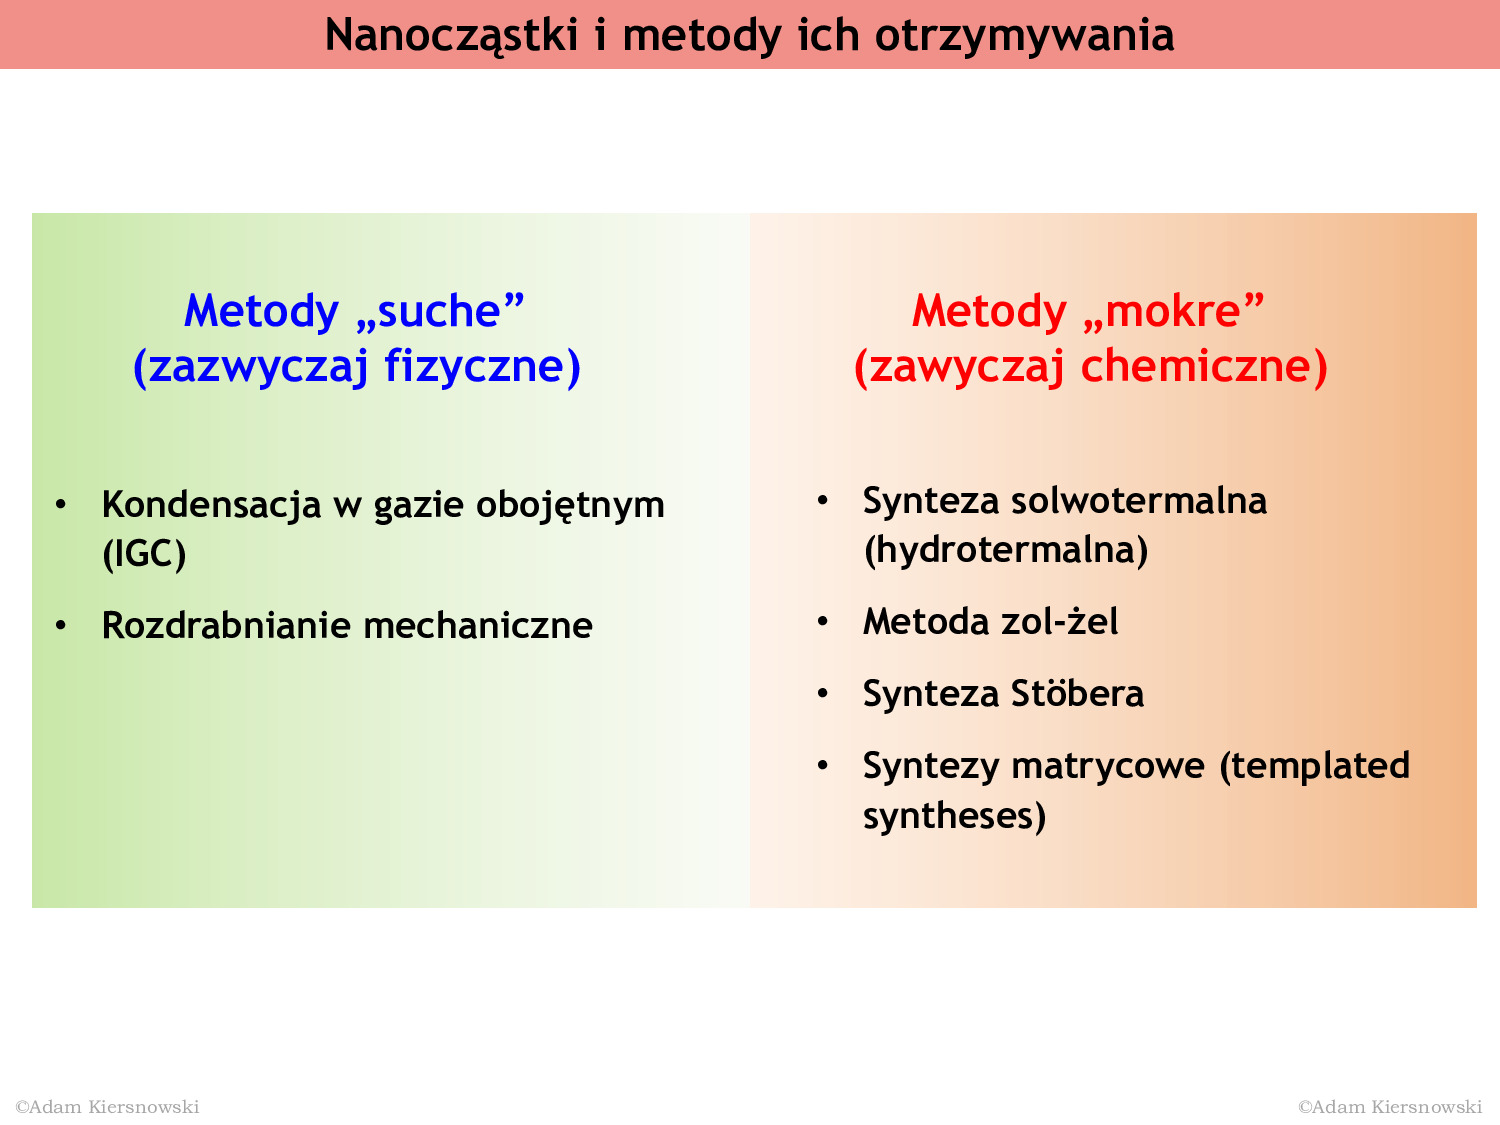 Nanocząstki i metody ich otrzymywania
Metody „suche”
(zazwyczaj fizyczne)
• Kondensacja w gazie obojętnym
(IGC)
• Rozdrabnianie mechaniczne
Metody „mokre”
(zawyczaj chemiczne)
• Synteza solwotermalna
(hydrotermalna)
• Metoda zol-żel
• Synteza Stöbera
• Syntezy matrycowe (templated
syntheses)
©Adam Kiersnowski
©Adam Kiersnowski